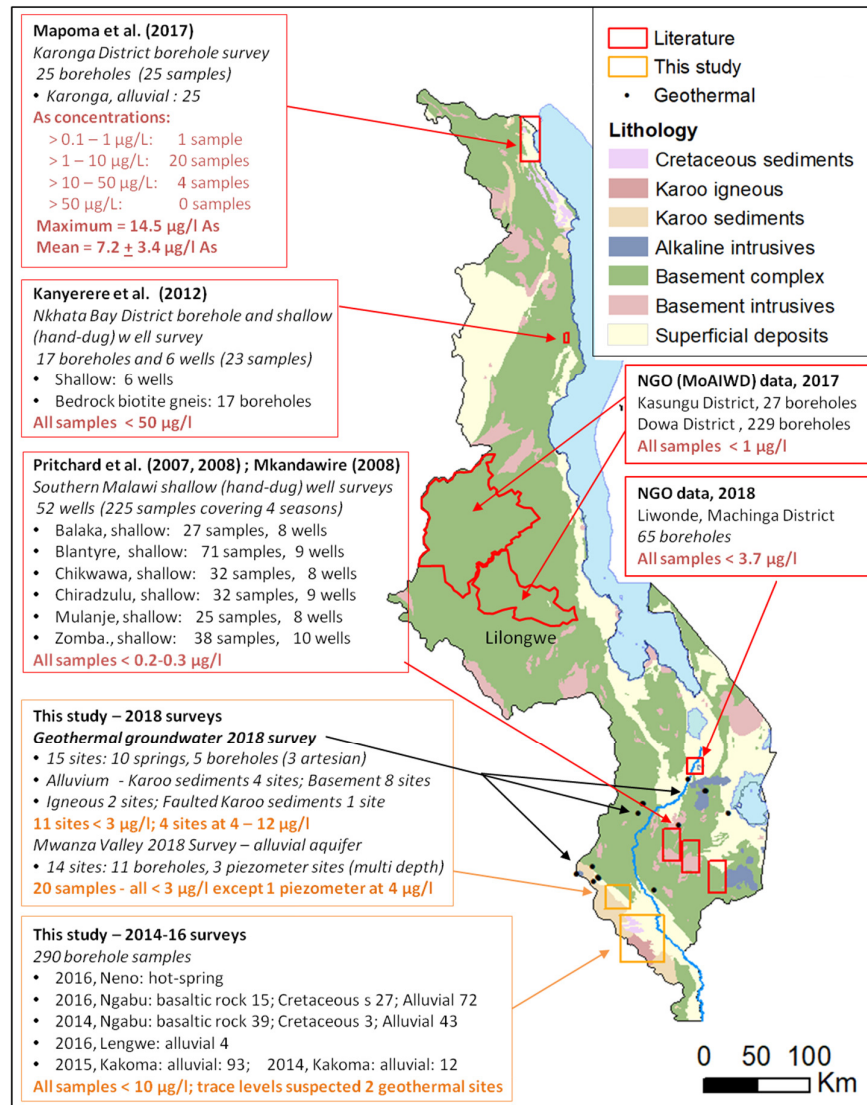 Mapoma et al. (2017)
Karonga District borehole survey
25 boreholes (25 samples)
• Karonga, alluvial : 25
As concentrations:
> 0.1 – 1 µg/L: 1 sample
> 1 – 10 µg/L: 20 samples
> 10 – 50 µg/L: 4 samples
> 50 µg/L: 0 samples
Maximum = 14.5 µg/l As
Mean = 7.2 ± 3.4 µg/l As
Kanyerere et al. (2012)
Nkhata Bay District borehole and shallow
(hand-dug) well survey
17 boreholes and 6 wells (23 samples)
• Shallow: 6 wells
• Bedrock biotite gneis: 17 boreholes
All samples < 50 µg/l
Pritchard et al. (2007, 2008) ; Mkandawire (2008)
Southern Malawi shallow (hand-dug) well surveys
52 wells (225 samples covering 4 seasons)
• Balaka, shallow: 27 samples, 8 wells
• Blantyre, shallow: 71 samples, 9 wells
• Chikwawa, shallow: 32 samples, 8 wells
• Chiradzulu, shallow: 32 samples, 9 wells
• Mulanje, shallow: 25 samples, 8 wells
• Zomba., shallow: 38 samples, 10 wells
All samples < 0.2-0.3 µg/l
This study – 2018 surveys
Geothermal groundwater 2018 survey
• 15 sites: 10 springs, 5 boreholes (3 artesian)
• Alluvium - Karoo sediments 4 sites; Basement 8 sites
• Igneous 2 sites; Faulted Karoo sediments 1 site
11 sites < 3 µg/l; 4 sites at 4 – 12 µg/l
Mwanza Valley 2018 Survey – alluvial aquifer
• 14 sites: 11 boreholes, 3 piezometer sites (multi depth)
20 samples - all < 3 µg/l except 1 piezometer at 4 µg/l
This study – 2014-16 surveys
290 borehole samples
• 2016, Neno: hot-spring
• 2016, Ngabu: basaltic rock 15; Cretaceous s 27; Alluvial 72
• 2014, Ngabu: basaltic rock 39; Cretaceous 3; Alluvial 43
• 2016, Lengwe: alluvial 4
• 2015, Kakoma: alluvial: 93; 2014, Kakoma: alluvial: 12
All samples < 10 µg/l; trace levels suspected 2 geothermal sites
Literature
This study
Geothermal
Lithology
Cretaceous sediments
Karoo igneous
Karoo sediments
Alkaline intrusives
Basement complex
Basement intrusives
Superficial deposits
NGO (MoAIWD) data, 2017
Kasungu District, 27 boreholes
Dowa District , 229 boreholes
All samples < 1 µg/l
NGO data, 2018
Liwonde, Machinga District
65 boreholes
All samples < 3.7 µg/l
Lilongwe
0 50 100
Km